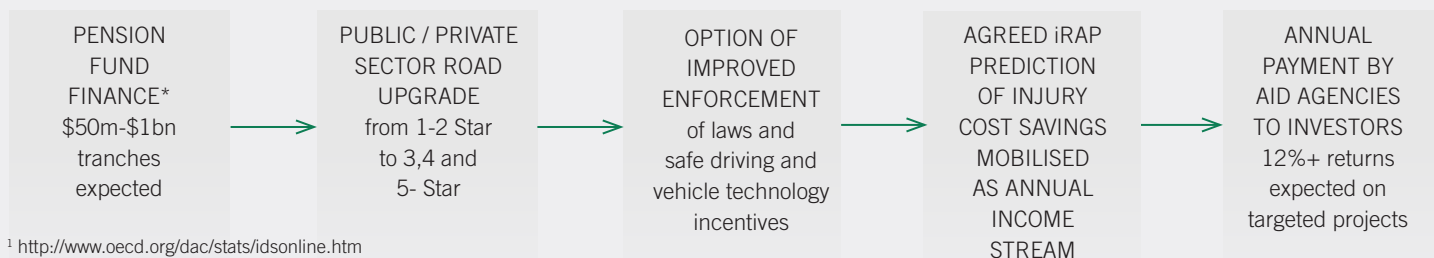 PENSION
FUND
FINANCE*
$50m-$1bn
tranches
expected
PUBLIC / PRIVATE
SECTOR ROAD
UPGRADE
from 1-2 Star
to 3,4 and
5- Star
OPTION OF
IMPROVED
ENFORCEMENT
of laws and
safe driving and
vehicle technology
incentives
AGREED iRAP
PREDICTION
OF INJURY
COST SAVINGS
MOBILISED
AS ANNUAL
INCOME
STREAM
ANNUAL
PAYMENT BY
AID AGENCIES
TO INVESTORS
12%+ returns
expected on
targeted projects
1 http://www.oecd.org/dac/stats/idsonline.htm